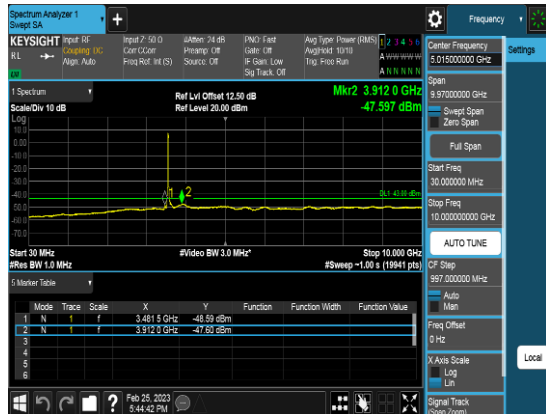 Spectrum Analyzer 1
Swept SA
+
Frequency
KEYSIGHT
RL
Input: RF
Coupling: DC
Align: Auto
Input Z: 50 Ω
Corr CCorr
Freq Ref: Int (S)
#Atten: 24 dB
Preamp: Off
Source: Off
PNO: Fast
Gate: Off
IF Gain: Low
Sig Track: Off
Avg Type: Power (RMS)
Avg|Hold: 10/10
Trig: Free Run
1 2 3 4 5 6
A W W W W W
A N N N N N
1 Spectrum
Scale/Div 10 dB
Ref Lvl Offset 12.50 dB
Ref Level 20.00 dBm
Mkr2 3.912 0 GHz
-47.597 dBm
Log
10.0
0.00
-10.0
-20.0
-30.0
-40.0
-50.0
-60.0
-70.0
1
2
Start 30 MHz
#Res BW 1.0 MHz
#Video BW 3.0 MHz*
Stop 10.000 GHz
#Sweep ~1.00 s (19941 pts)
5 Marker Table
Mode Trace Scale X Y Function Function Width Function Value
1 N 1 f 3.481 5 GHz -48.59 dBm
2 N 1 f 3.912 0 GHz -47.60 dBm
3
4
5
6
Feb 25, 2023
5:44:42 PM
Center Frequency
5.015000000 GHz
Settings
Span
9.97000000 GHz
Swept Span
Zero Span
Full Span
Start Freq
30.000000 MHz
Stop Freq
10.000000000 GHz
AUTO TUNE
CF Step
997.000000 MHz
Auto
Man
Freq Offset
0 Hz
X Axis Scale
Log
Lin
Local
Signal Track
(Span Zoom)